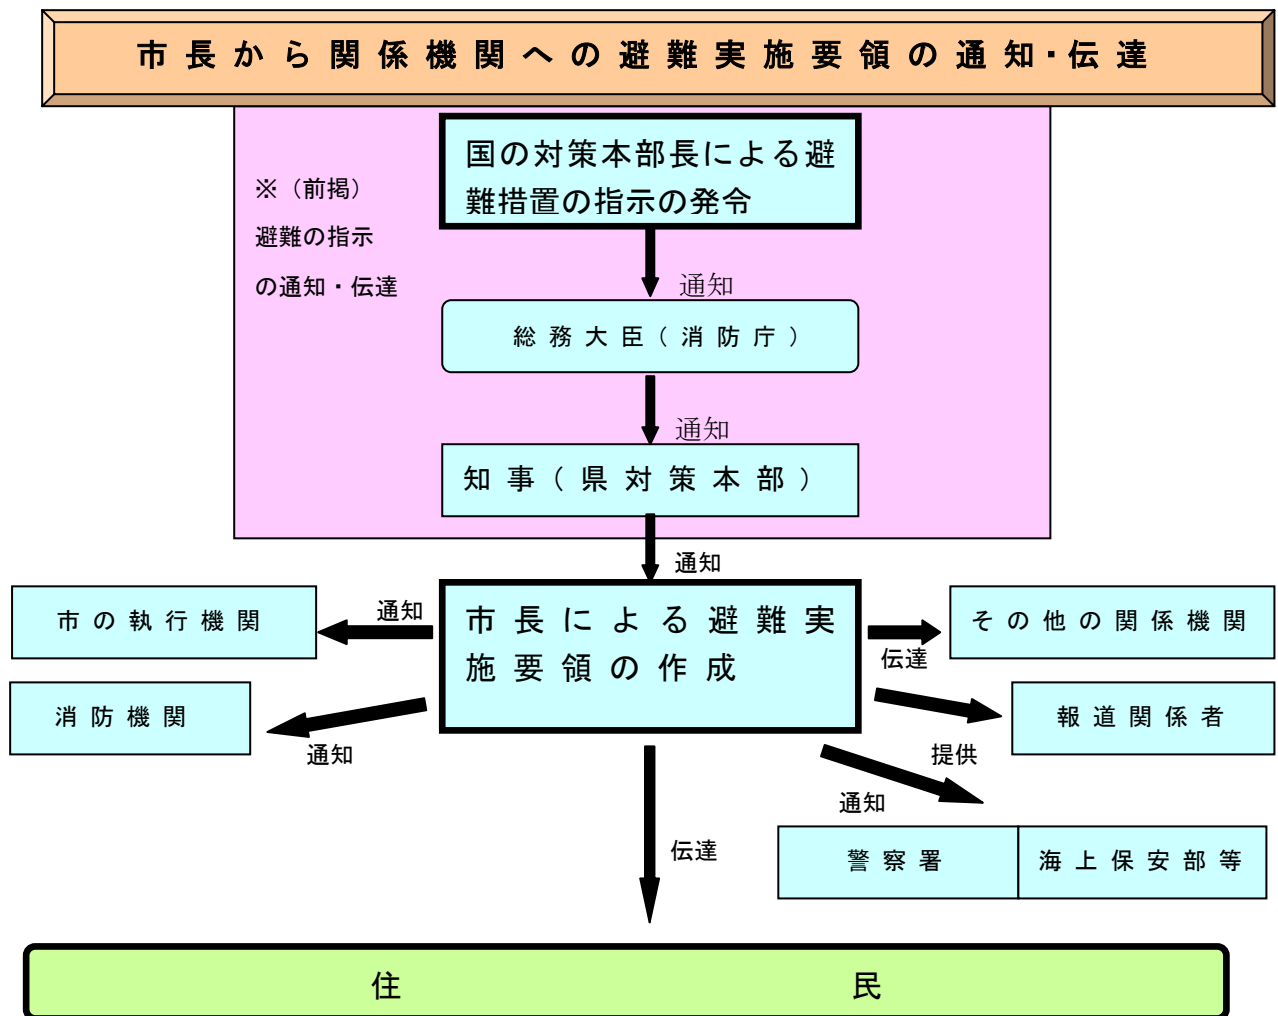 市長から関係機関への避難実施要領の通知・伝達
国の対策本部長による避
難措置の指示の発令
※（前掲）
避難の指示
の通知・伝達
通知
総務大臣（消防庁）
通知
知事（県対策本部）
通知
市の執行機関
通知
市長による避難実
施要領の作成
その他の関係機関
伝達
消防機関
通知
報道関係者
提供
通知
伝達
警察署
海上保安部等
住民